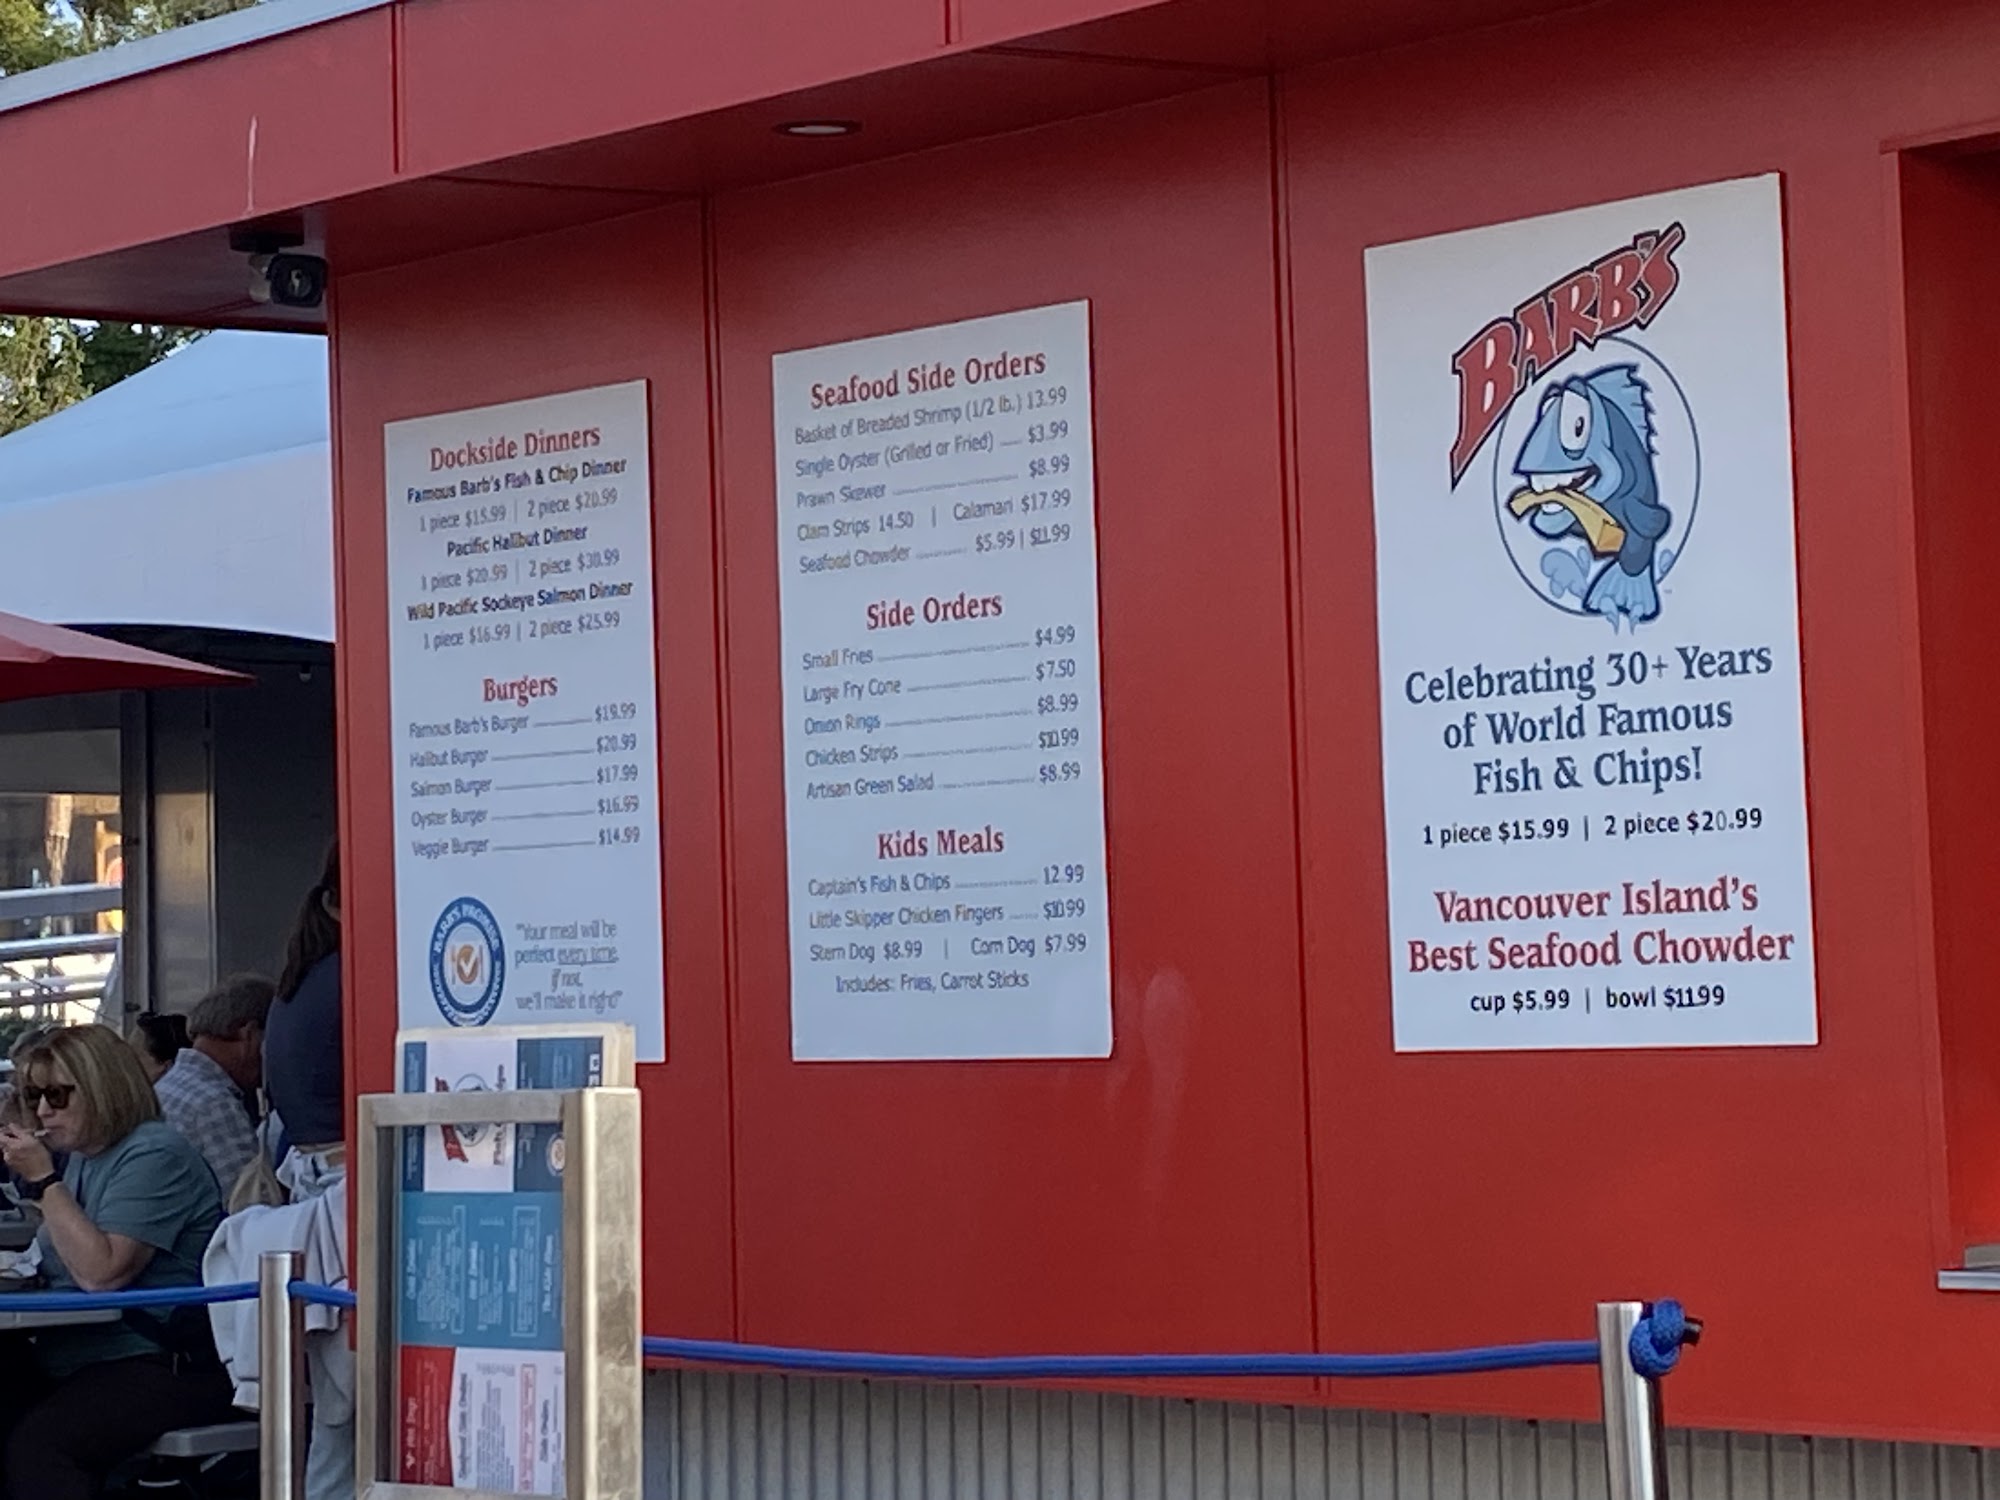 Dockside Dinners
Famous Barb's Fish & Chip Dinner
1 piece $15.99 | 2 piece $20.99
Pacific Halibut Dinner
1 piece $20.99 | 2 piece $30.99
Wild Pacific Sockeye Salmon Dinner
1 piece $16.99 | 2 piece $25.99
Burgers
Famous Barb's Burger $19.99
Halibut Burger $20.99
Salmon Burger $17.99
Oyster Burger $16.99
Veggie Burger $14.99
BARB'S PROMISE
"Your meal will be
perfect every time,
if not,
we'll make it right!"
Seafood Side Orders
Basket of Breaded Shrimp (1/2 lb.) 13.99
Single Oyster (Grilled or Fried) $3.99
Prawn Skewer $8.99
Clam Strips 14.50 | Calamari $17.99
Seafood Chowder $5.99 | $11.99
Side Orders
Small Fries $4.99
Large Fry Cone $7.50
Onion Rings $8.99
Chicken Strips $10.99
Artisan Green Salad $8.99
Kids Meals
Captain's Fish & Chips 12.99
Little Skipper Chicken Fingers $10.99
Stern Dog $8.99 | Corn Dog $7.99
Includes: Fries, Carrot Sticks
BARB'S
Celebrating 30+ Years
of World Famous
Fish & Chips!
1 piece $15.99 | 2 piece $20.99
Vancouver Island's
Best Seafood Chowder
cup $5.99 | bowl $11.99
Seafood Side Orders
Side Orders